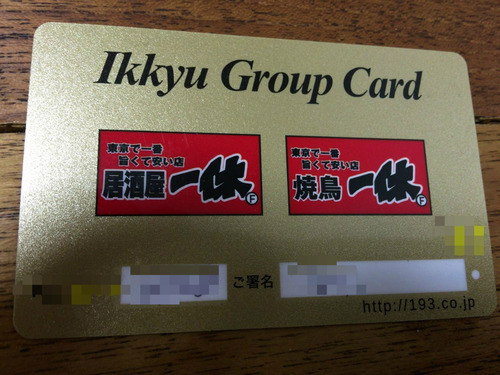 Ikkyu Group Card
東京で一番
旨くて安い店
居酒屋 一休 F
東京で一番
旨くて安い店
焼鳥 一休 F
ご署名
http://193.co.jp